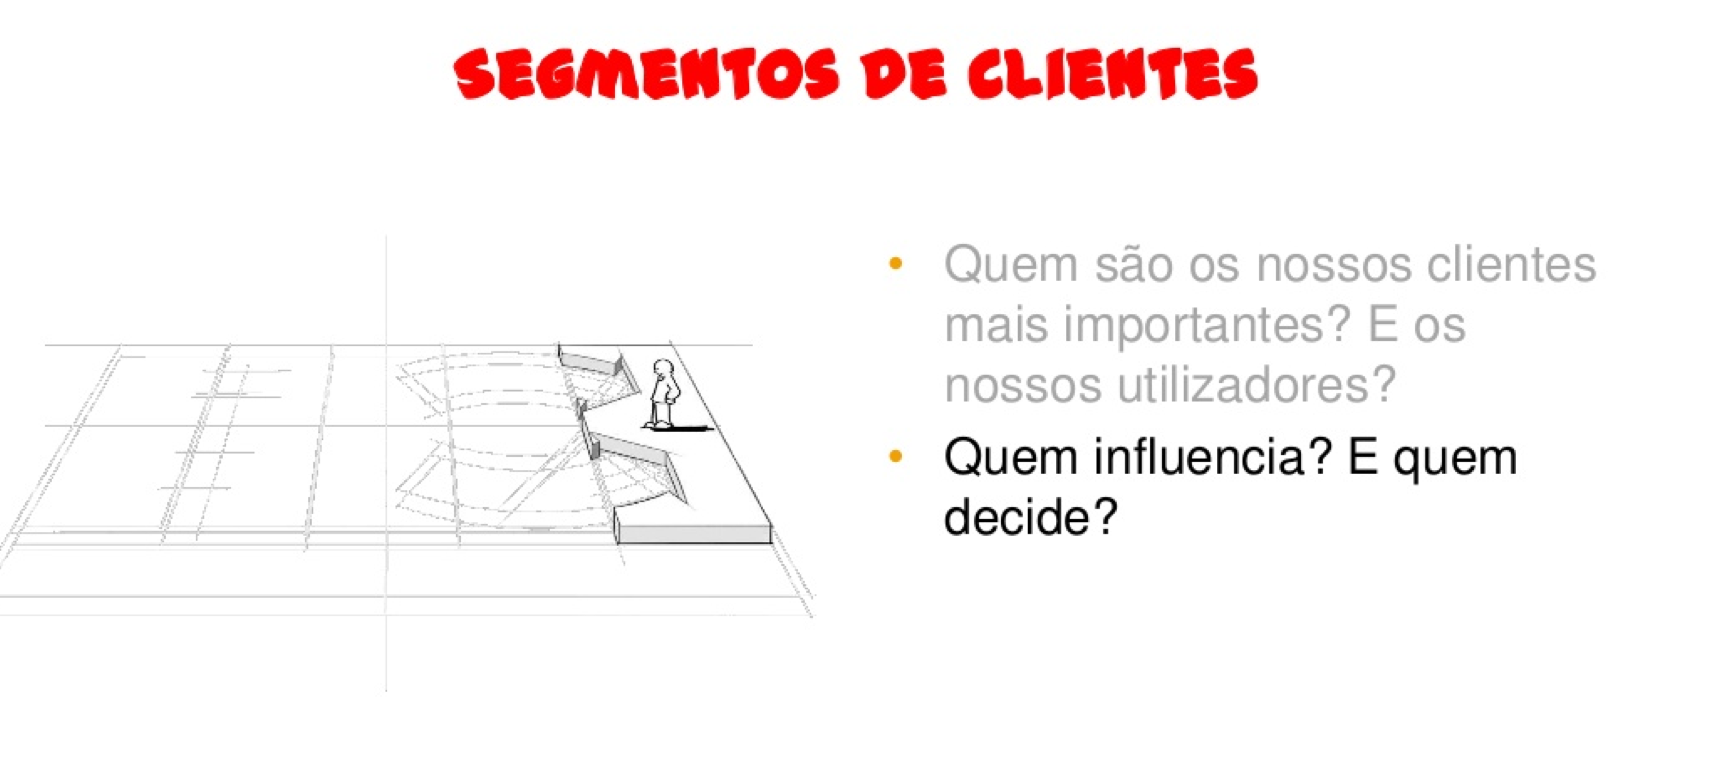 SEGMENTOS DE CLIENTES
• Quem são os nossos clientes
mais importantes? E os
nossos utilizadores?
• Quem influencia? E quem
decide?